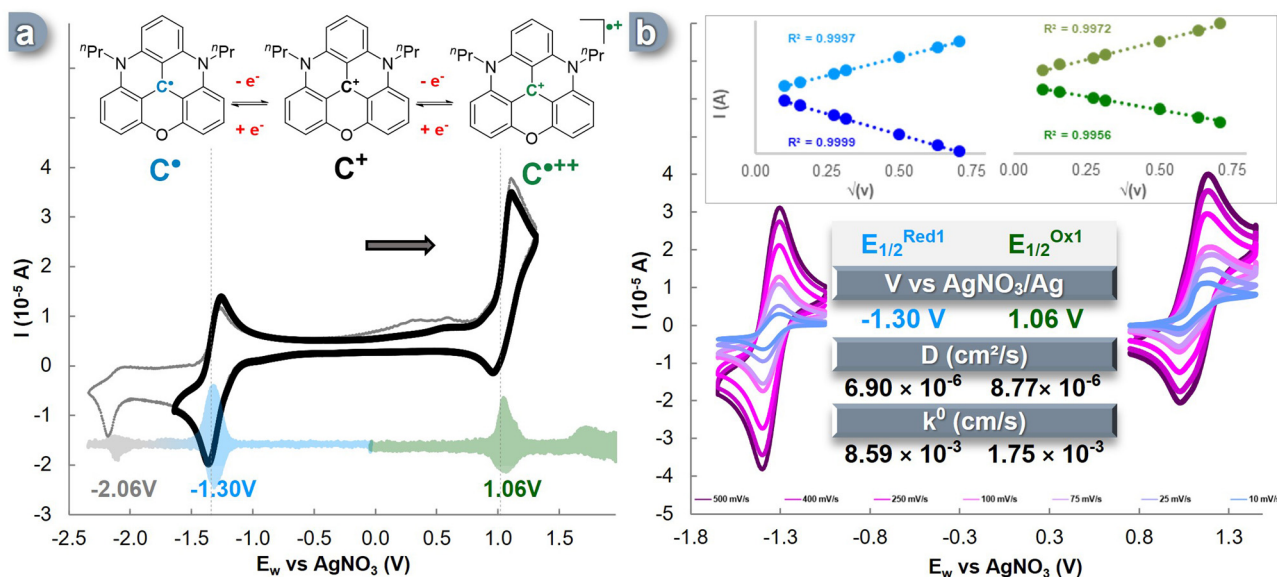 a
ⁿPr N N ⁿPr
C•
O
- e⁻
+ e⁻
ⁿPr N N ⁿPr
C⁺
O
- e⁻
+ e⁻
ⁿPr N N ⁿPr
C⁺
O
•+
C•
C⁺
C•++
I (10⁻⁵ A)
4
3
2
1
0
-1
-2
-3
-2.06V
-1.30V
1.06V
-2.5 -2.0 -1.5 -1.0 -0.5 0.0 0.5 1.0 1.5
E_w vs AgNO₃ (V)
b
I (A)
R² = 0.9997
R² = 0.9999
0.00 0.25 0.50 0.75
√(v)
R² = 0.9972
R² = 0.9956
0.00 0.25 0.50 0.75
√(v)
I (10⁻⁵ A)
4
3
2
1
0
-1
-2
-3
-4
-5
E₁/₂ᴿᵉᵈ¹ E₁/₂ᴼˣ¹
V vs AgNO₃/Ag
-1.30 V 1.06 V
D (cm²/s)
6.90 × 10⁻⁶ 8.77× 10⁻⁶
k⁰ (cm/s)
8.59 × 10⁻³ 1.75 × 10⁻³
500 mV/s 400 mV/s 250 mV/s 100 mV/s 75 mV/s 25 mV/s 10 mV/s
-1.8 -1.3 -0.8 -0.3 0.3 0.8 1.3
E_w vs AgNO₃ (V)